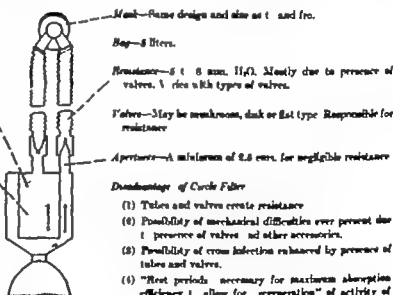 Mask—Same design and size as t and fro.
Bag—5 liters.
Resistance—5 t 8 mm. H₂O. Mostly due to presence of
valves. V ries with types of valves.
Valves—May be mushroom, disk or flat type Responsible for
resistance
Apertures—A minimum of 2.5 cms. for negligible resistance
Disadvantage of Circle Filter
(1) Tubes and valves create resistance
(2) Possibility of mechanical difficulties ever present due
t presence of valves nd other accessories.
(3) Possibility of cross infection enhanced by presence of
tubes and valves.
(4) "Rest periods necessary for maximum absorption
efficiency t allow for of activity of